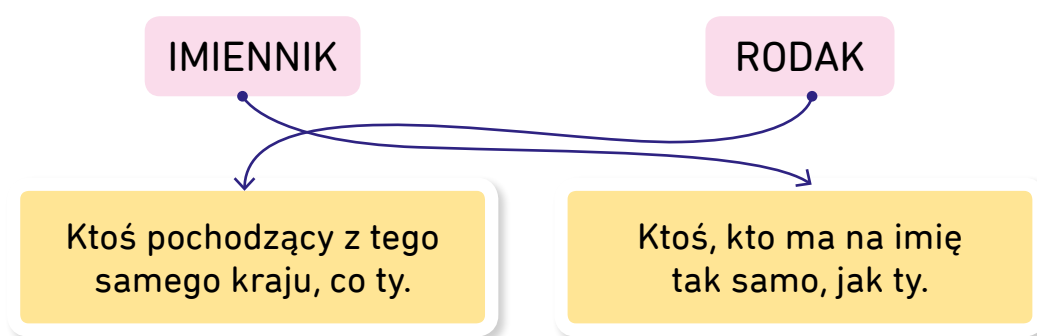 IMIENNIK
RODAK
Ktoś pochodzący z tego
samego kraju, co ty.
Ktoś, kto ma na imię
tak samo, jak ty.